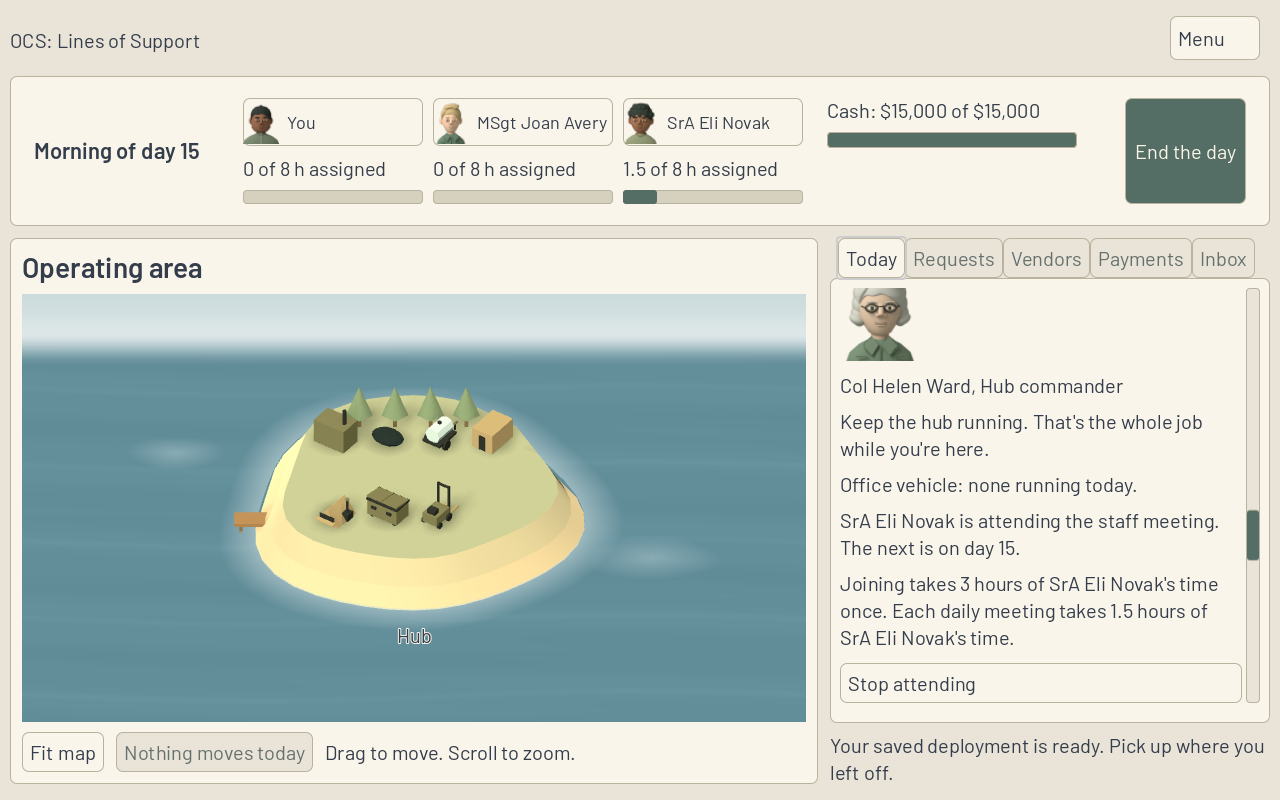 OCS: Lines of Support
Menu
Morning of day 15
You
0 of 8 h assigned
MSgt Joan Avery
0 of 8 h assigned
SrA Eli Novak
1.5 of 8 h assigned
Cash: $15,000 of $15,000
End the day
Operating area
Hub
Fit map
Nothing moves today
Drag to move. Scroll to zoom.
Today
Requests
Vendors
Payments
Inbox
Col Helen Ward, Hub commander
Keep the hub running. That's the whole job
while you're here.
Office vehicle: none running today.
SrA Eli Novak is attending the staff meeting.
The next is on day 15.
Joining takes 3 hours of SrA Eli Novak's time
once. Each daily meeting takes 1.5 hours of
SrA Eli Novak's time.
Stop attending
Your saved deployment is ready. Pick up where you
left off.